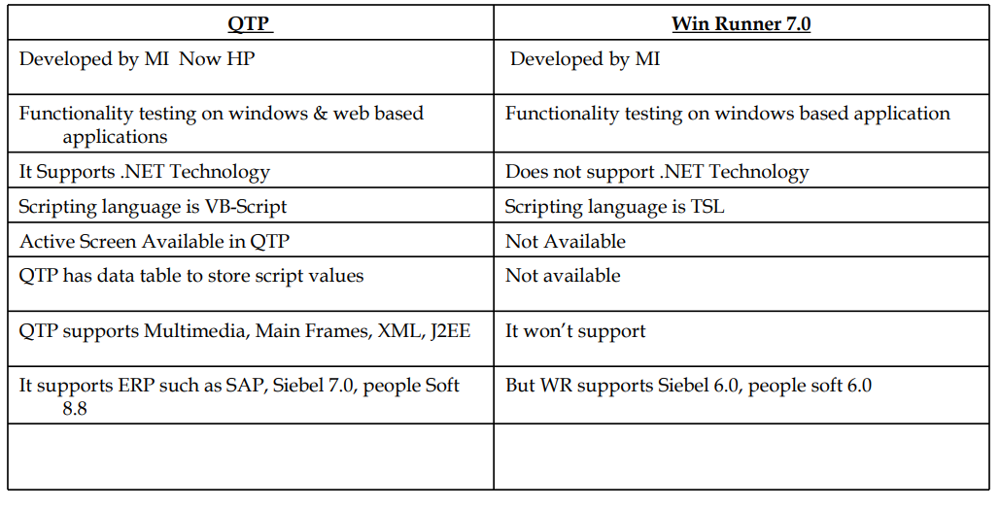 QTP
Win Runner 7.0
Developed by MI  Now HP
Developed by MI
Functionality testing on windows & web based
applications
Functionality testing on windows based application
It Supports .NET Technology
Does not support .NET Technology
Scripting language is VB-Script
Scripting language is TSL
Active Screen Available in QTP
Not Available
QTP has data table to store script values
Not available
QTP supports Multimedia, Main Frames, XML, J2EE
It won’t support
It supports ERP such as SAP, Siebel 7.0, people Soft
8.8
But WR supports Siebel 6.0, people soft 6.0